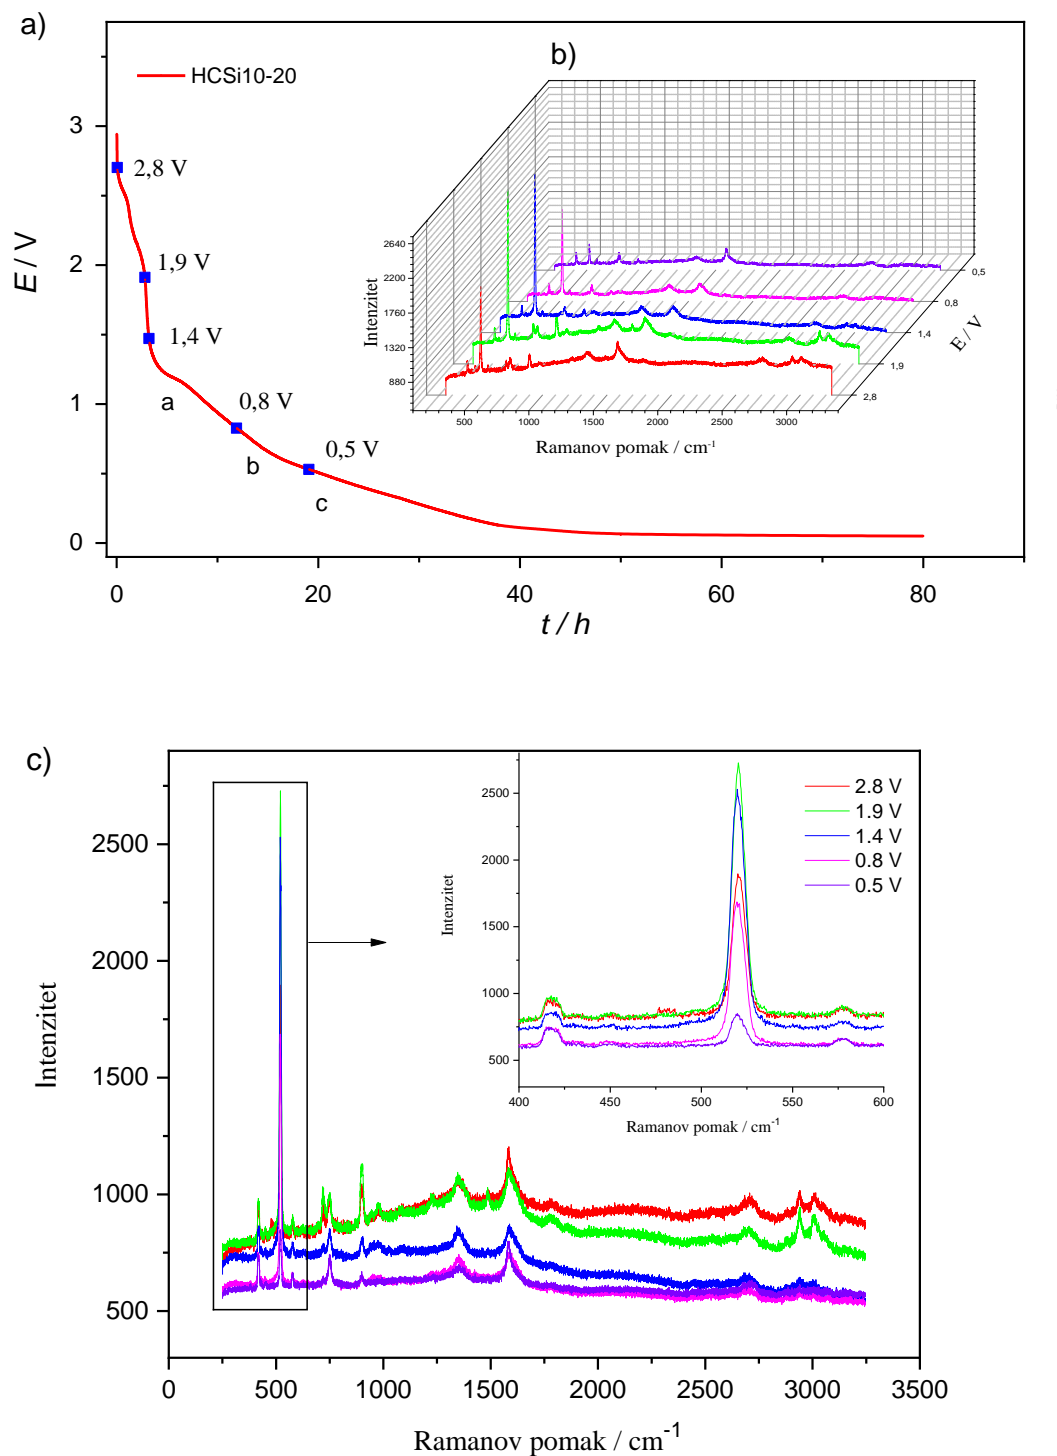 a)
HCSi10-20
3
2
1
0
E / V
2,8 V
1,9 V
1,4 V
a
0,8 V
b
0,5 V
c
0
20
40
60
80
t / h
b)
2640
2200
1760
1320
880
Intenzitet
500
1000
1500
2000
2500
3000
Ramanov pomak / cm-1
0,5
0,8
1,4
1,9
2,8
E / V
c)
2500
2000
1500
1000
500
Intenzitet
0
500
1000
1500
2000
2500
3000
3500
Ramanov pomak / cm-1
2500
2000
1500
1000
500
Intenzitet
2.8 V
1.9 V
1.4 V
0.8 V
0.5 V
400
450
500
550
600
Ramanov pomak / cm-1